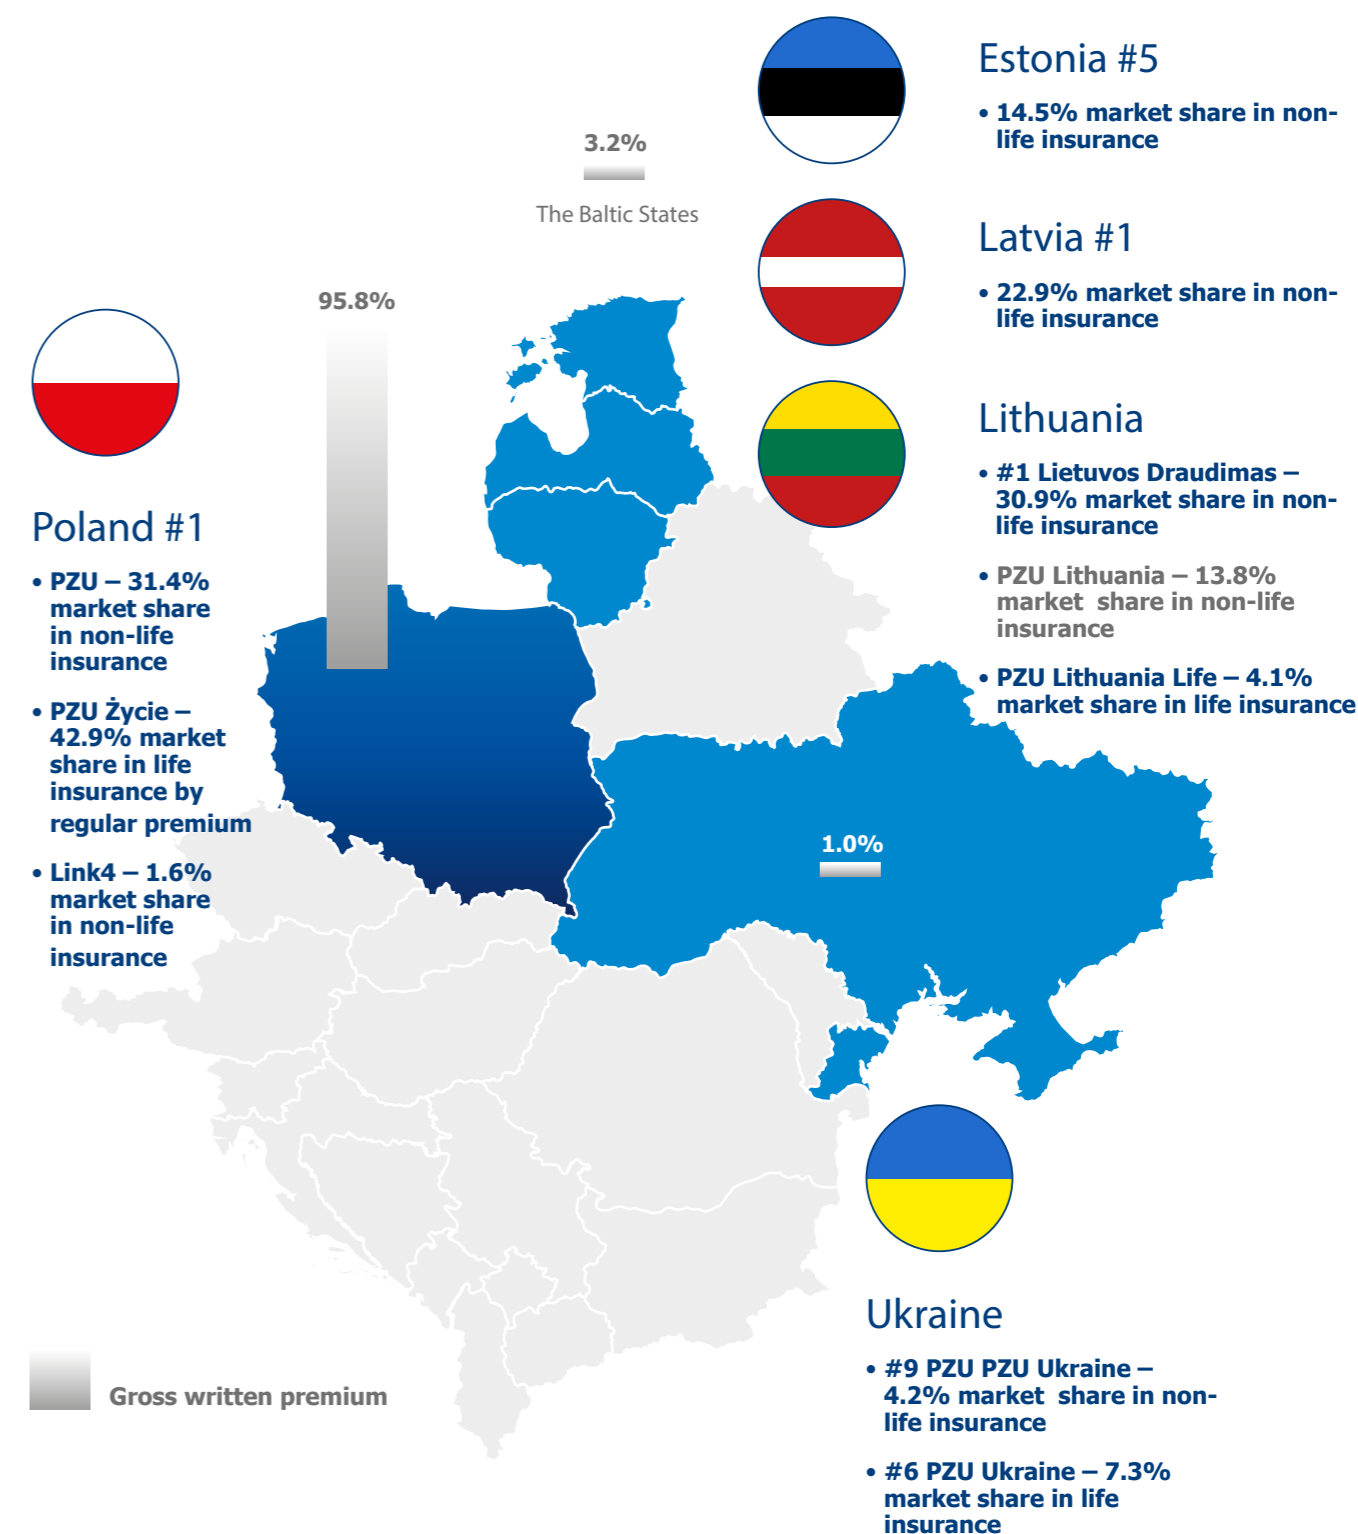 Estonia #5
• 14.5% market share in non-
life insurance
3.2%
The Baltic States
Latvia #1
• 22.9% market share in non-
life insurance
95.8%
Lithuania
• #1 Lietuvos Draudimas –
30.9% market share in non-
life insurance
• PZU Lithuania – 13.8%
market  share in non-life
insurance
• PZU Lithuania Life – 4.1%
market share in life insurance
Poland #1
• PZU – 31.4%
market share
in non-life
insurance
• PZU Życie –
42.9% market
share in life
insurance by
regular premium
• Link4 – 1.6%
market share
in non-life
insurance
1.0%
Ukraine
• #9 PZU PZU Ukraine –
4.2% market  share in non-
life insurance
• #6 PZU Ukraine – 7.3%
market share in life
insurance
Gross written premium